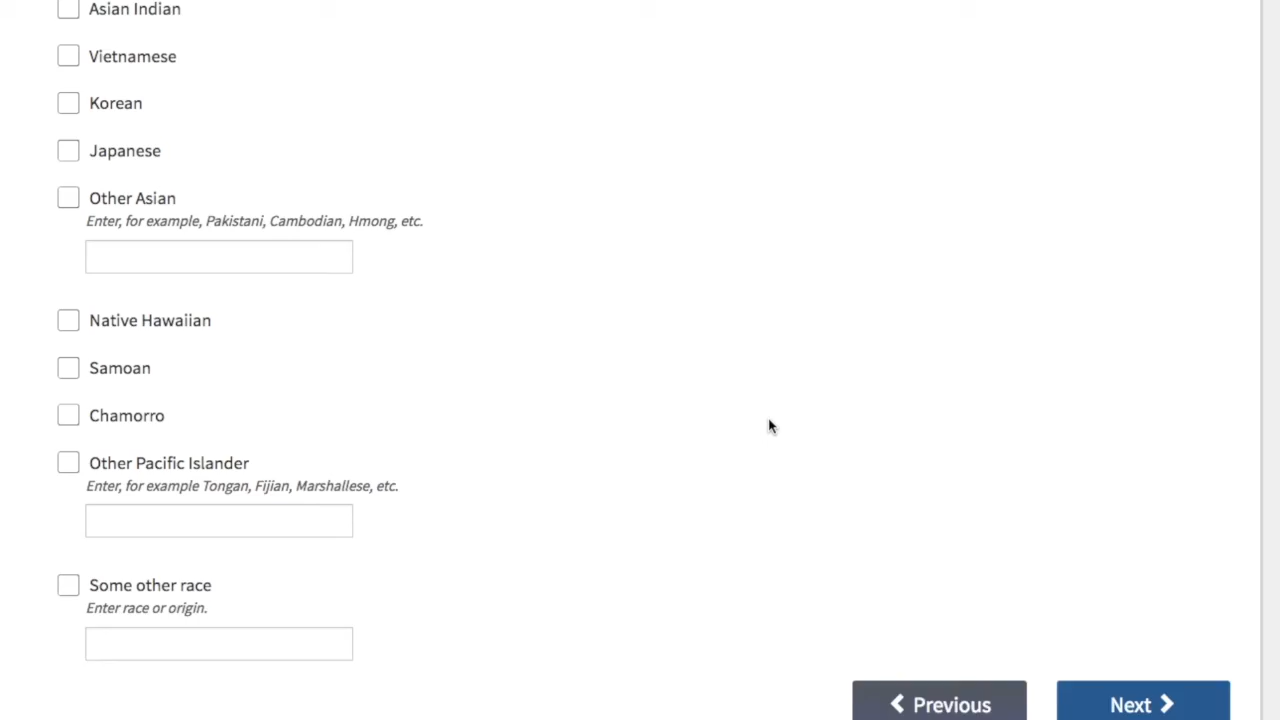 Asian Indian
Vietnamese
Korean
Japanese
Other Asian
Enter, for example, Pakistani, Cambodian, Hmong, etc.
Native Hawaiian
Samoan
Chamorro
Other Pacific Islander
Enter, for example Tongan, Fijian, Marshallese, etc.
Some other race
Enter race or origin.
Previous
Next